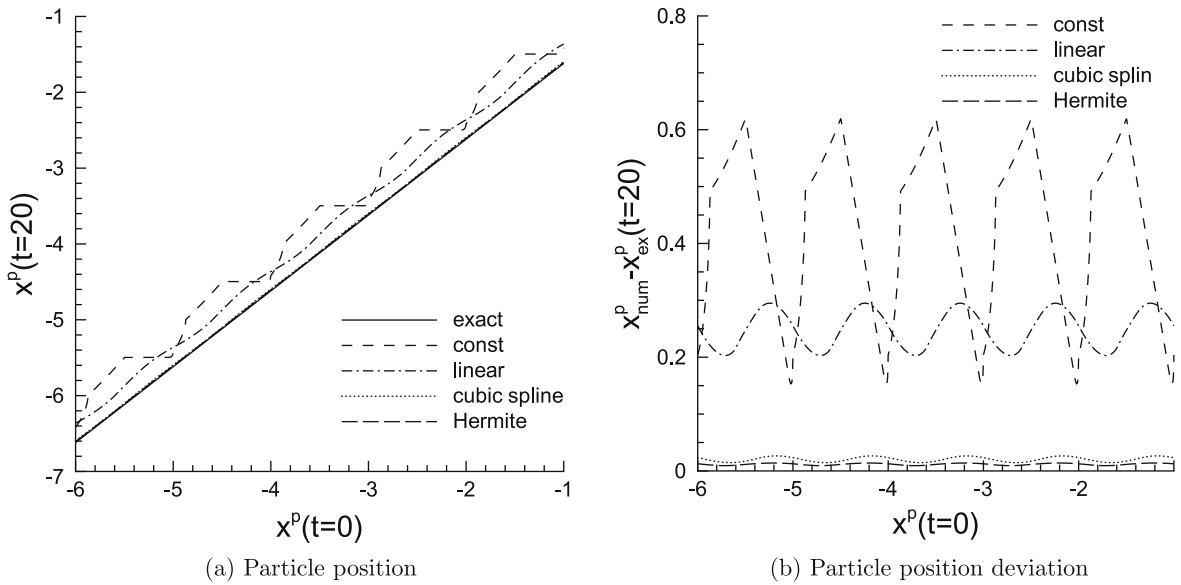 -1
-2
-3
-4
-5
-6
-7
x^p(t=20)
exact
const
linear
cubic spline
Hermite
-6 -5 -4 -3 -2 -1
x^p(t=0)
(a) Particle position
0.8
0.6
0.4
0.2
0
x^p_num-x^p_ex(t=20)
const
linear
cubic splin
Hermite
-6 -5 -4 -3 -2
x^p(t=0)
(b) Particle position deviation